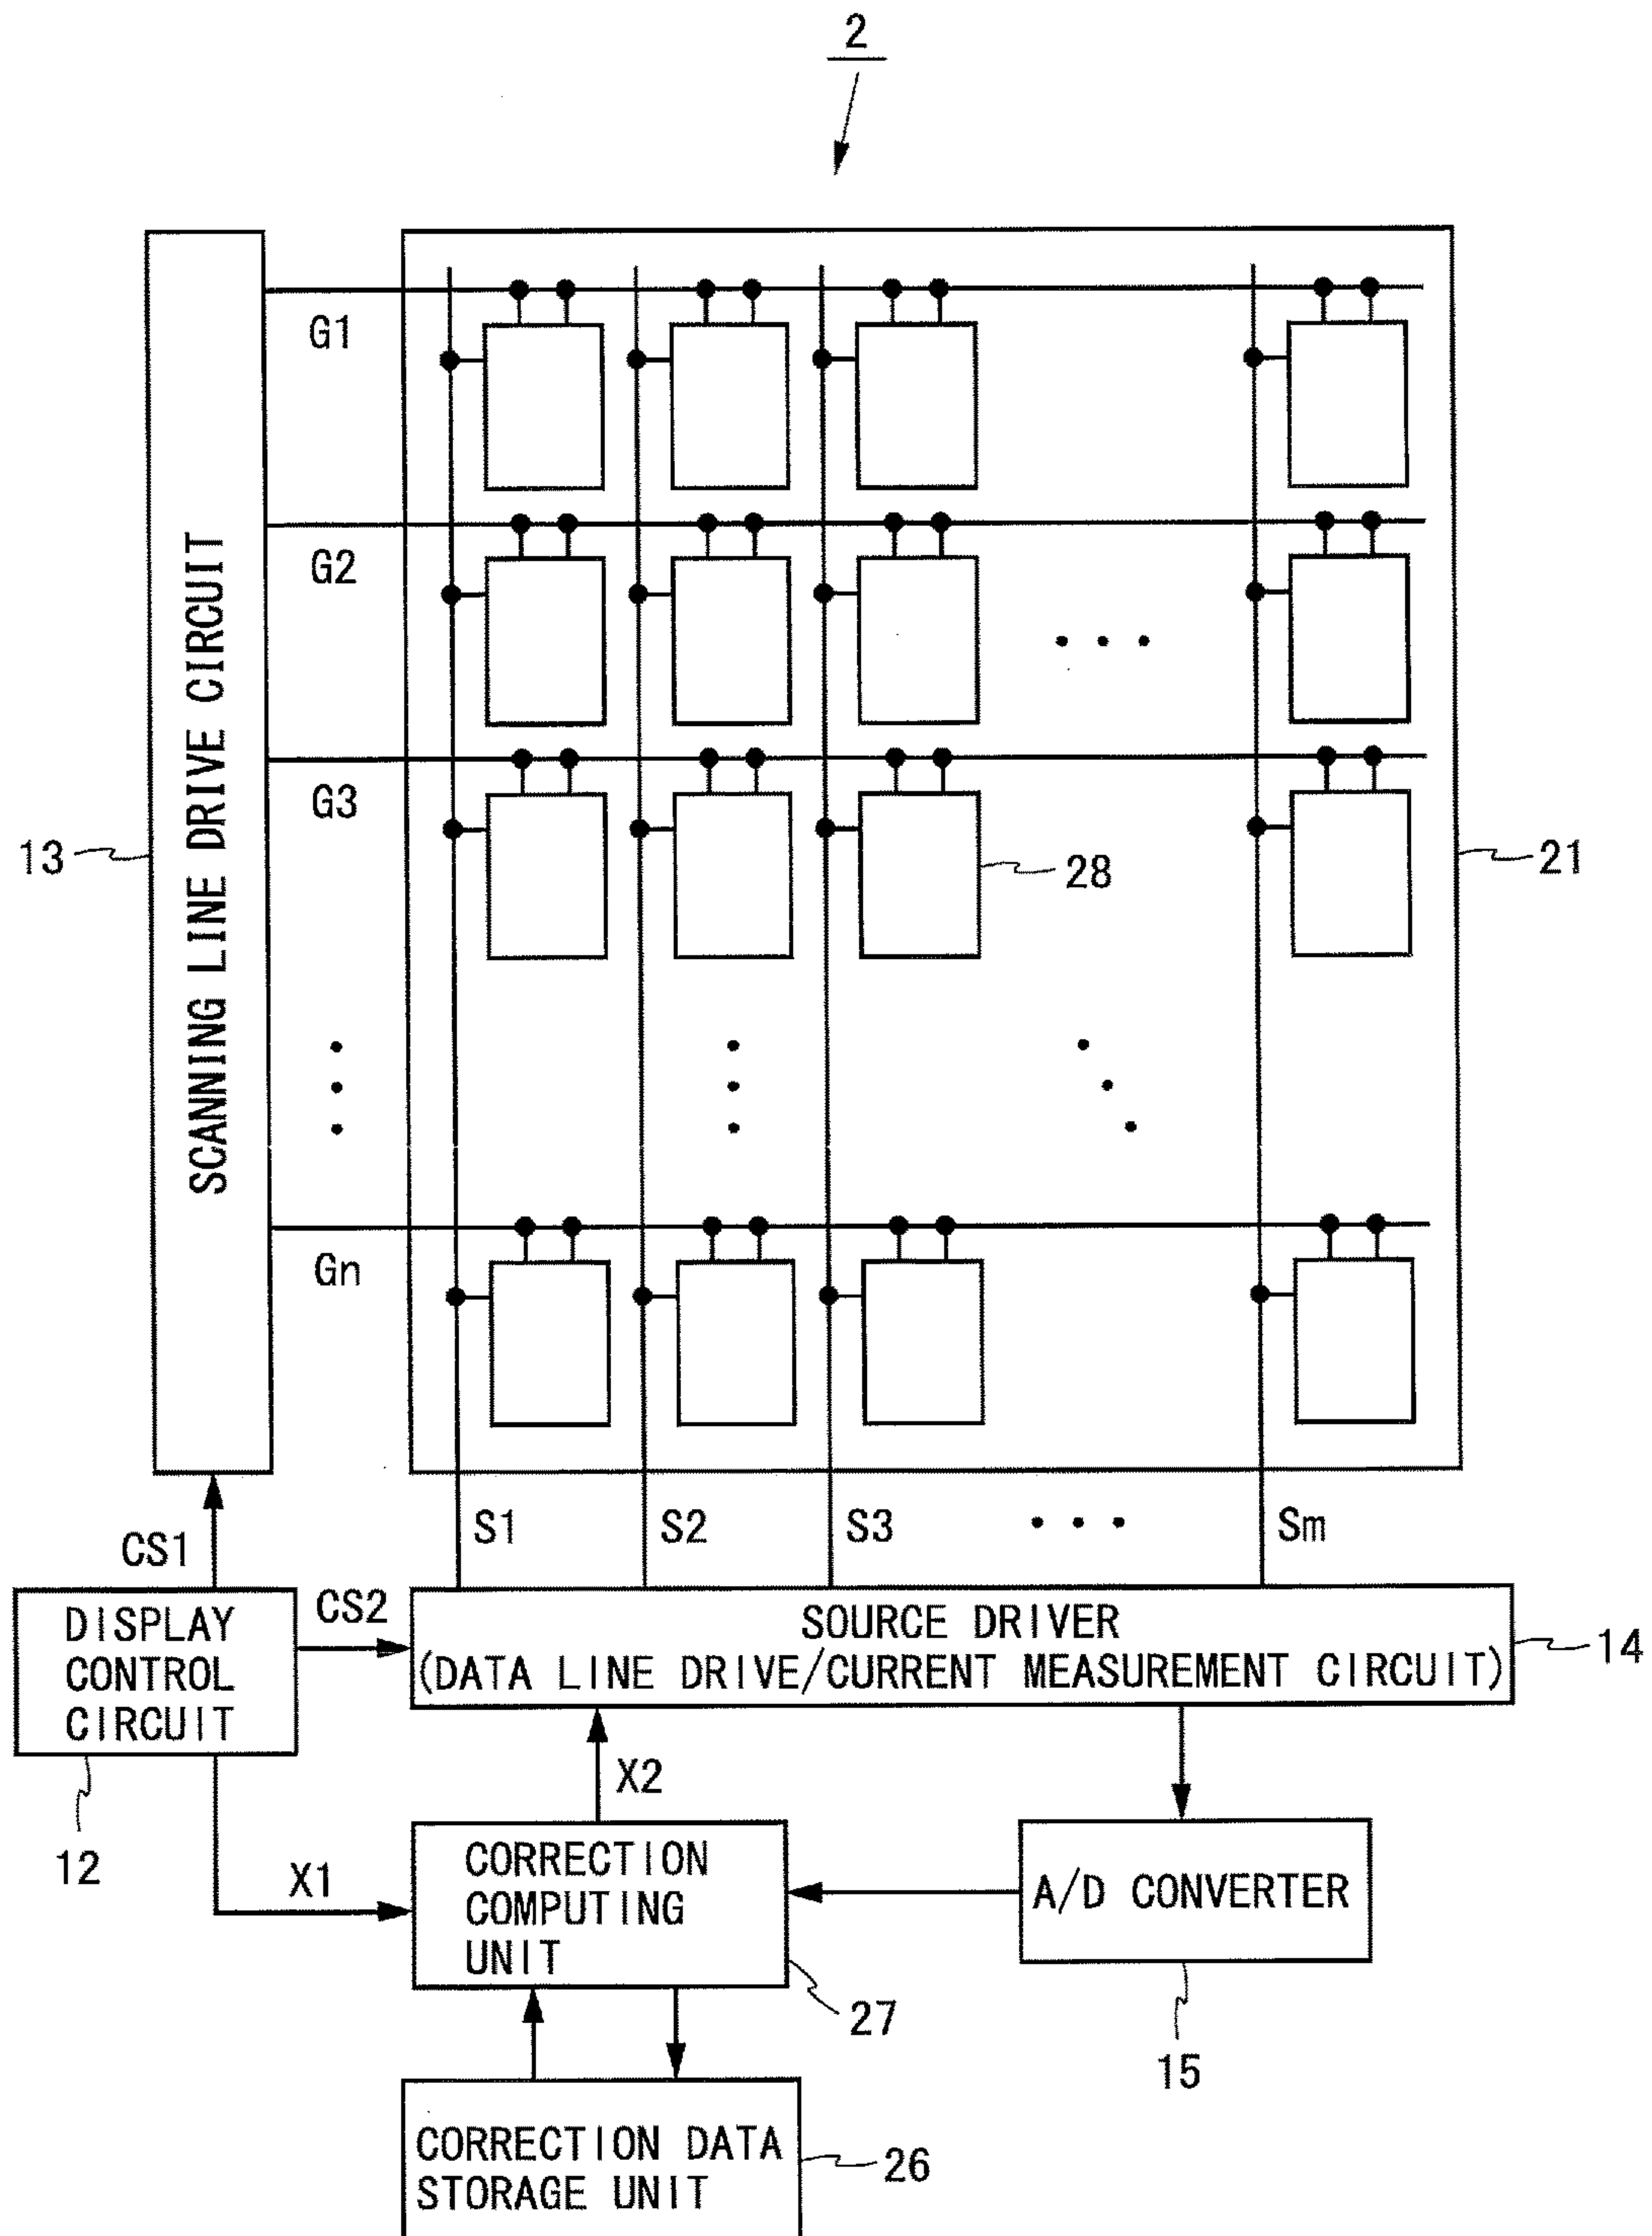 2
G1
G2
G3
Gn
SCANNING LINE DRIVE CIRCUIT
13
28
21
S1
S2
S3
Sm
CS1
CS2
DISPLAY
CONTROL
CIRCUIT
SOURCE DRIVER
(DATA LINE DRIVE/CURRENT MEASUREMENT CIRCUIT)
14
12
X1
X2
CORRECTION
COMPUTING
UNIT
A/D CONVERTER
27
15
CORRECTION DATA
STORAGE UNIT
26